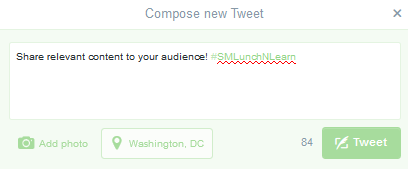 Compose new Tweet
Share relevant content to your audience! #SMLunchNLearn
Add photo Washington, DC 84 Tweet